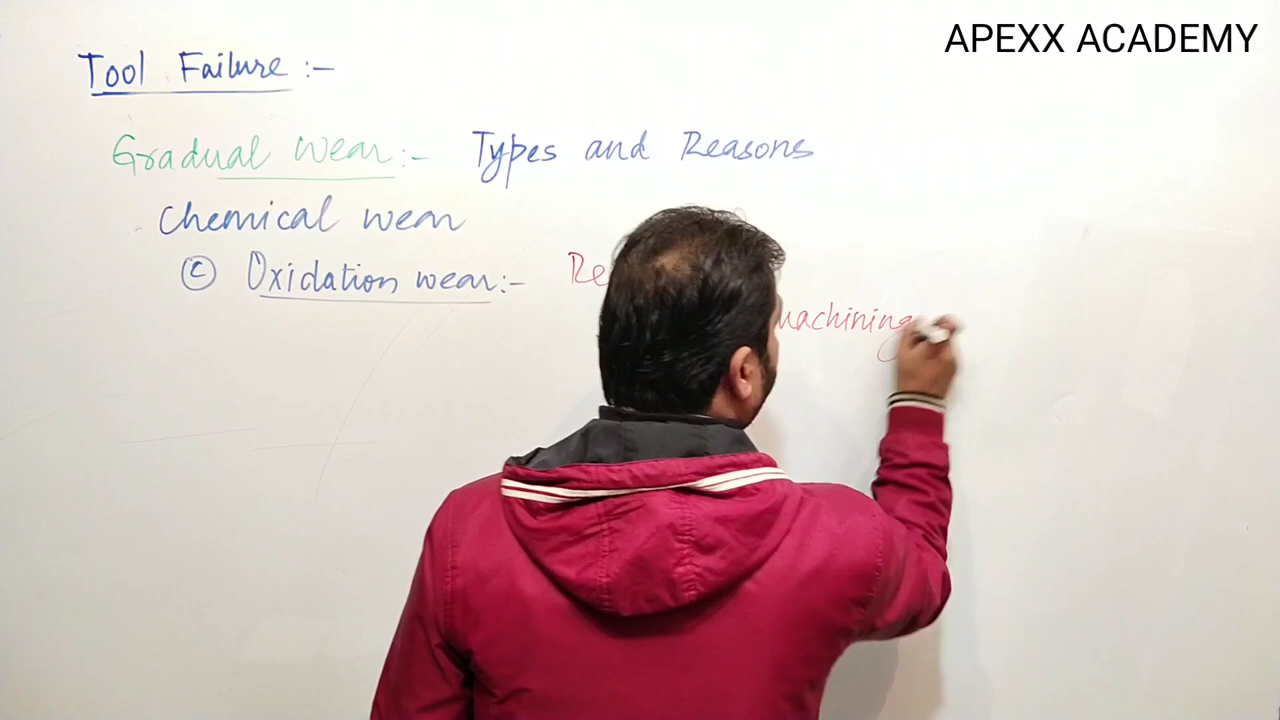 APEXX ACADEMY
Tool Failure :-
Gradual wear :- Types and Reasons
Chemical wear
(c) Oxidation wear :-
machining